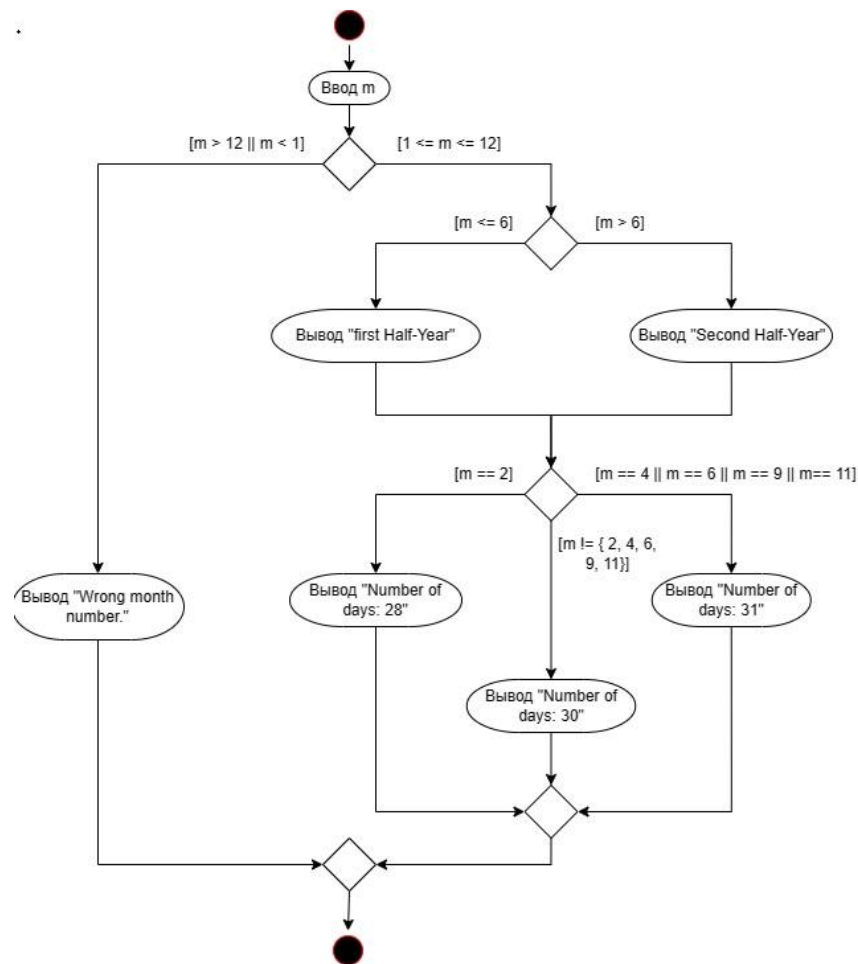 Ввод m
[m > 12 || m < 1]
[1 <= m <= 12]
[m <= 6]
[m > 6]
Вывод "first Half-Year"
Вывод "Second Half-Year"
[m == 2]
[m == 4 || m == 6 || m == 9 || m== 11]
[m != { 2, 4, 6,
9, 11}]
Вывод "Wrong month
number."
Вывод "Number of
days: 28"
Вывод "Number of
days: 31"
Вывод "Number of
days: 30"